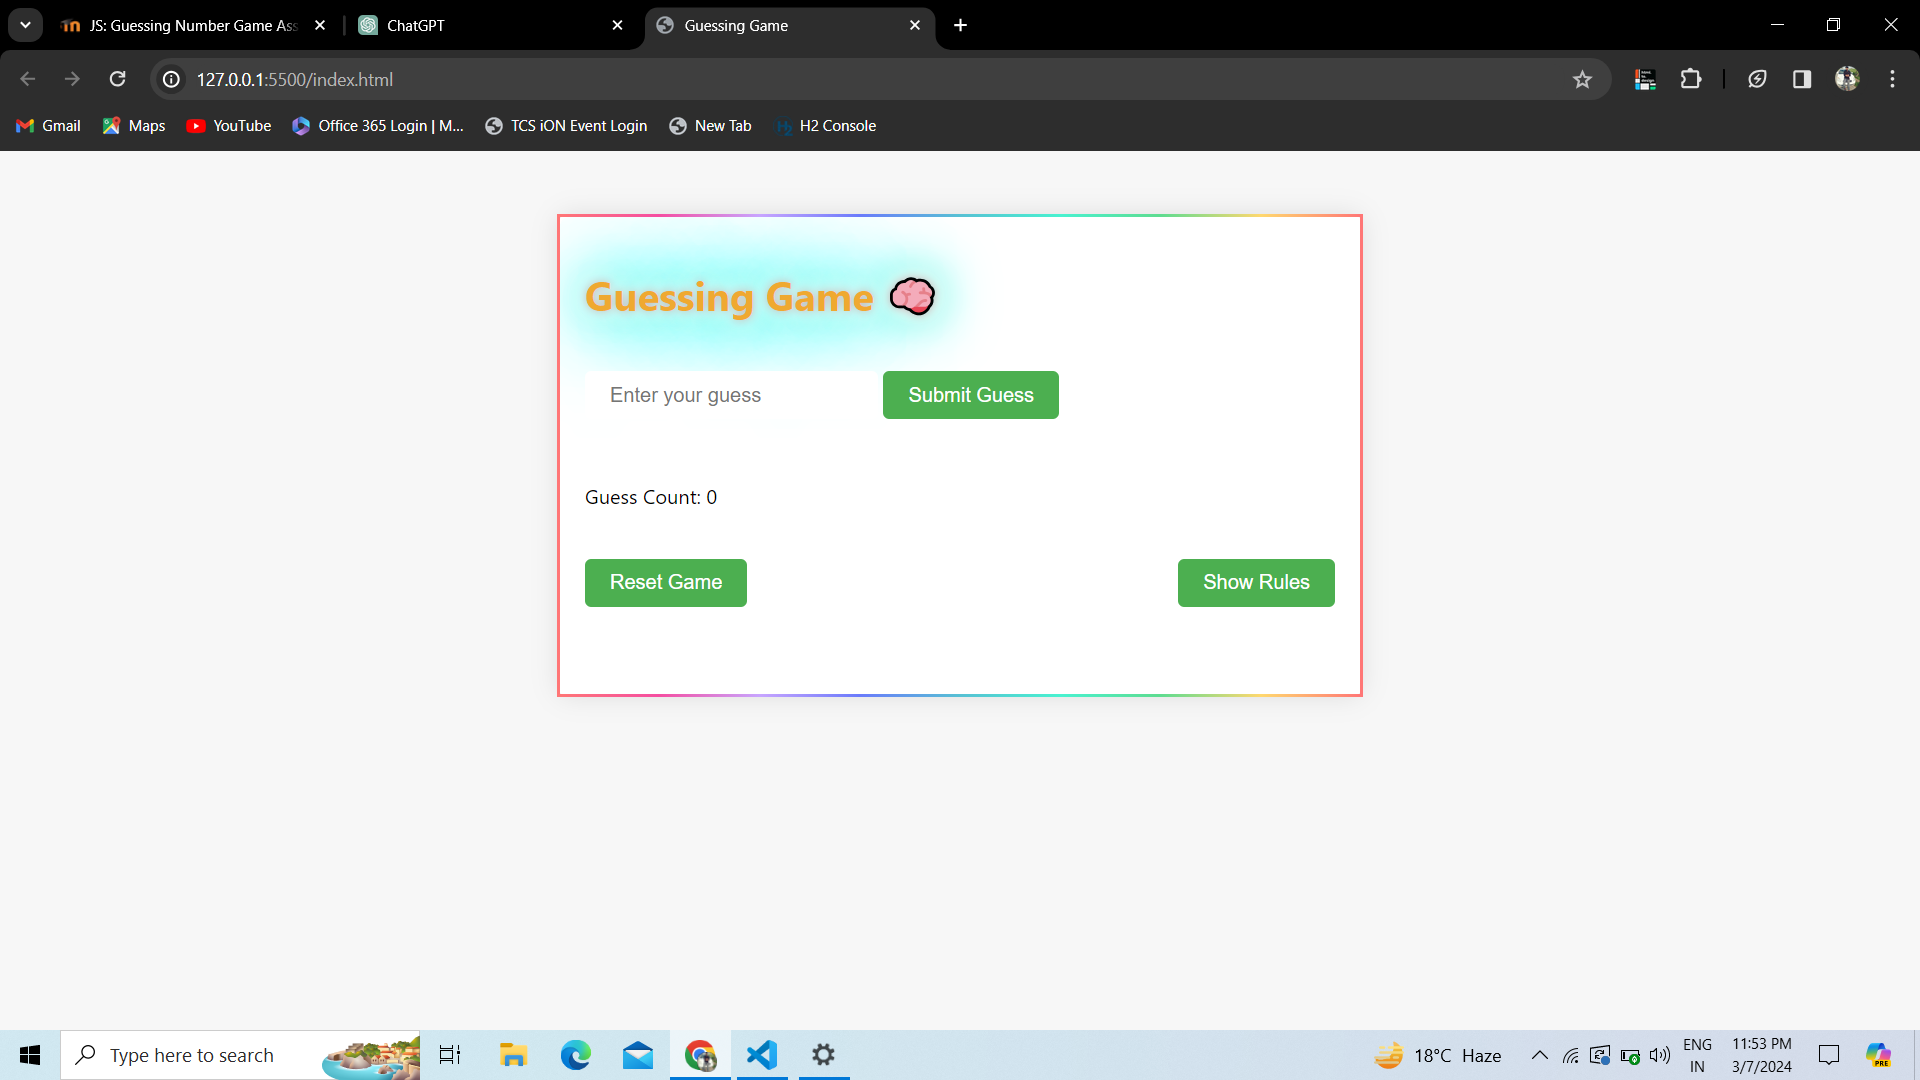 JS: Guessing Number Game Ass
ChatGPT
Guessing Game
127.0.0.1:5500/index.html
Gmail
Maps
YouTube
Office 365 Login | M...
TCS iON Event Login
New Tab
H2 Console
Guessing Game 🧠
Enter your guess
Submit Guess
Guess Count: 0
Reset Game
Show Rules
Type here to search
18°C Haze
ENG
IN
11:53 PM
3/7/2024
PRE